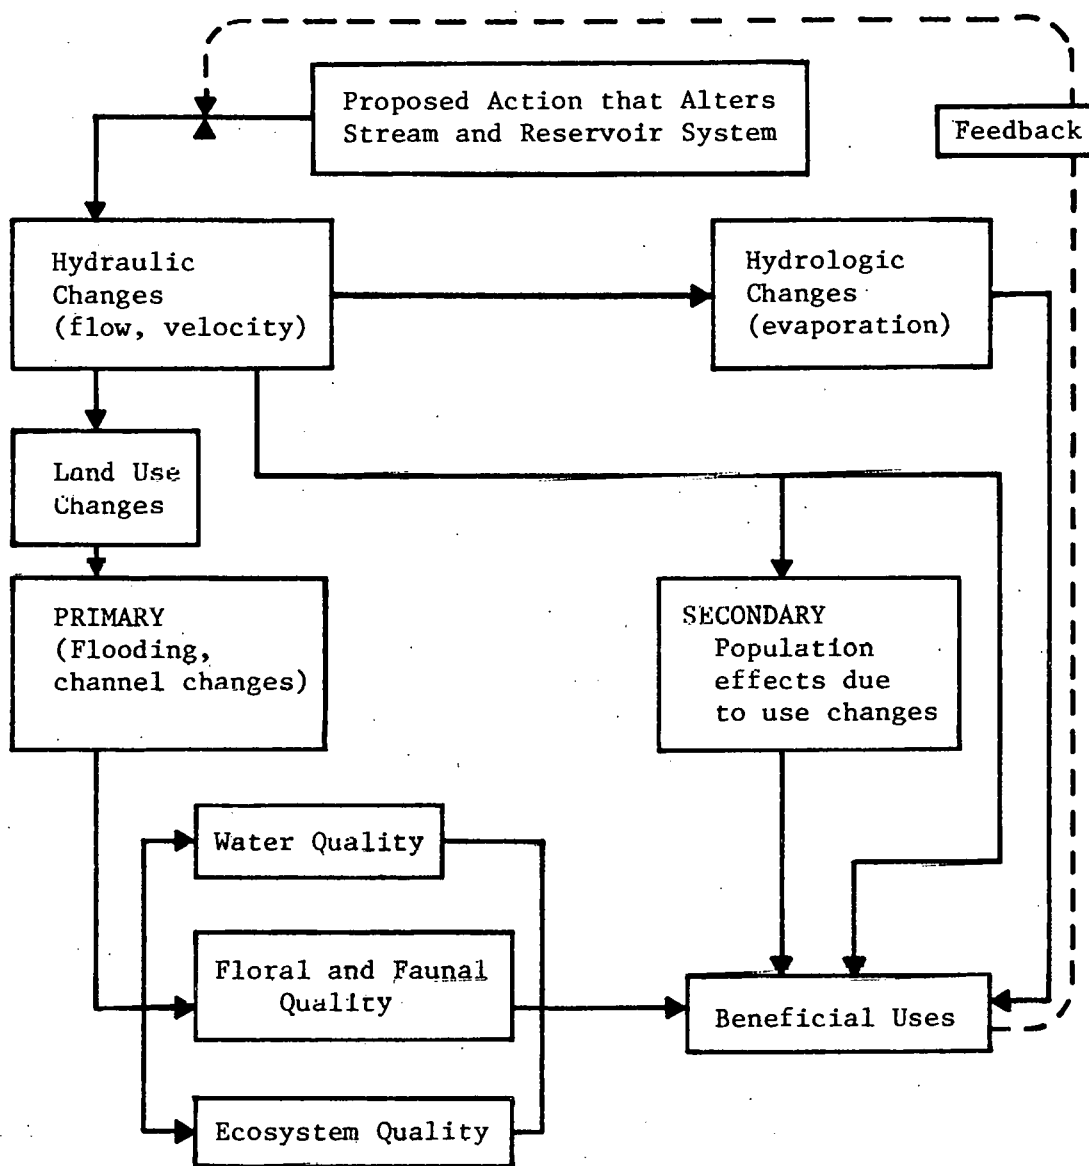 Proposed Action that Alters
Stream and Reservoir System
Feedback
Hydraulic
Changes
(flow, velocity)
Hydrologic
Changes
(evaporation)
Land Use
Changes
PRIMARY
(Flooding,
channel changes)
SECONDARY
Population
effects due
to use changes
Water Quality
Floral and Faunal
Quality
Beneficial Uses
Ecosystem Quality